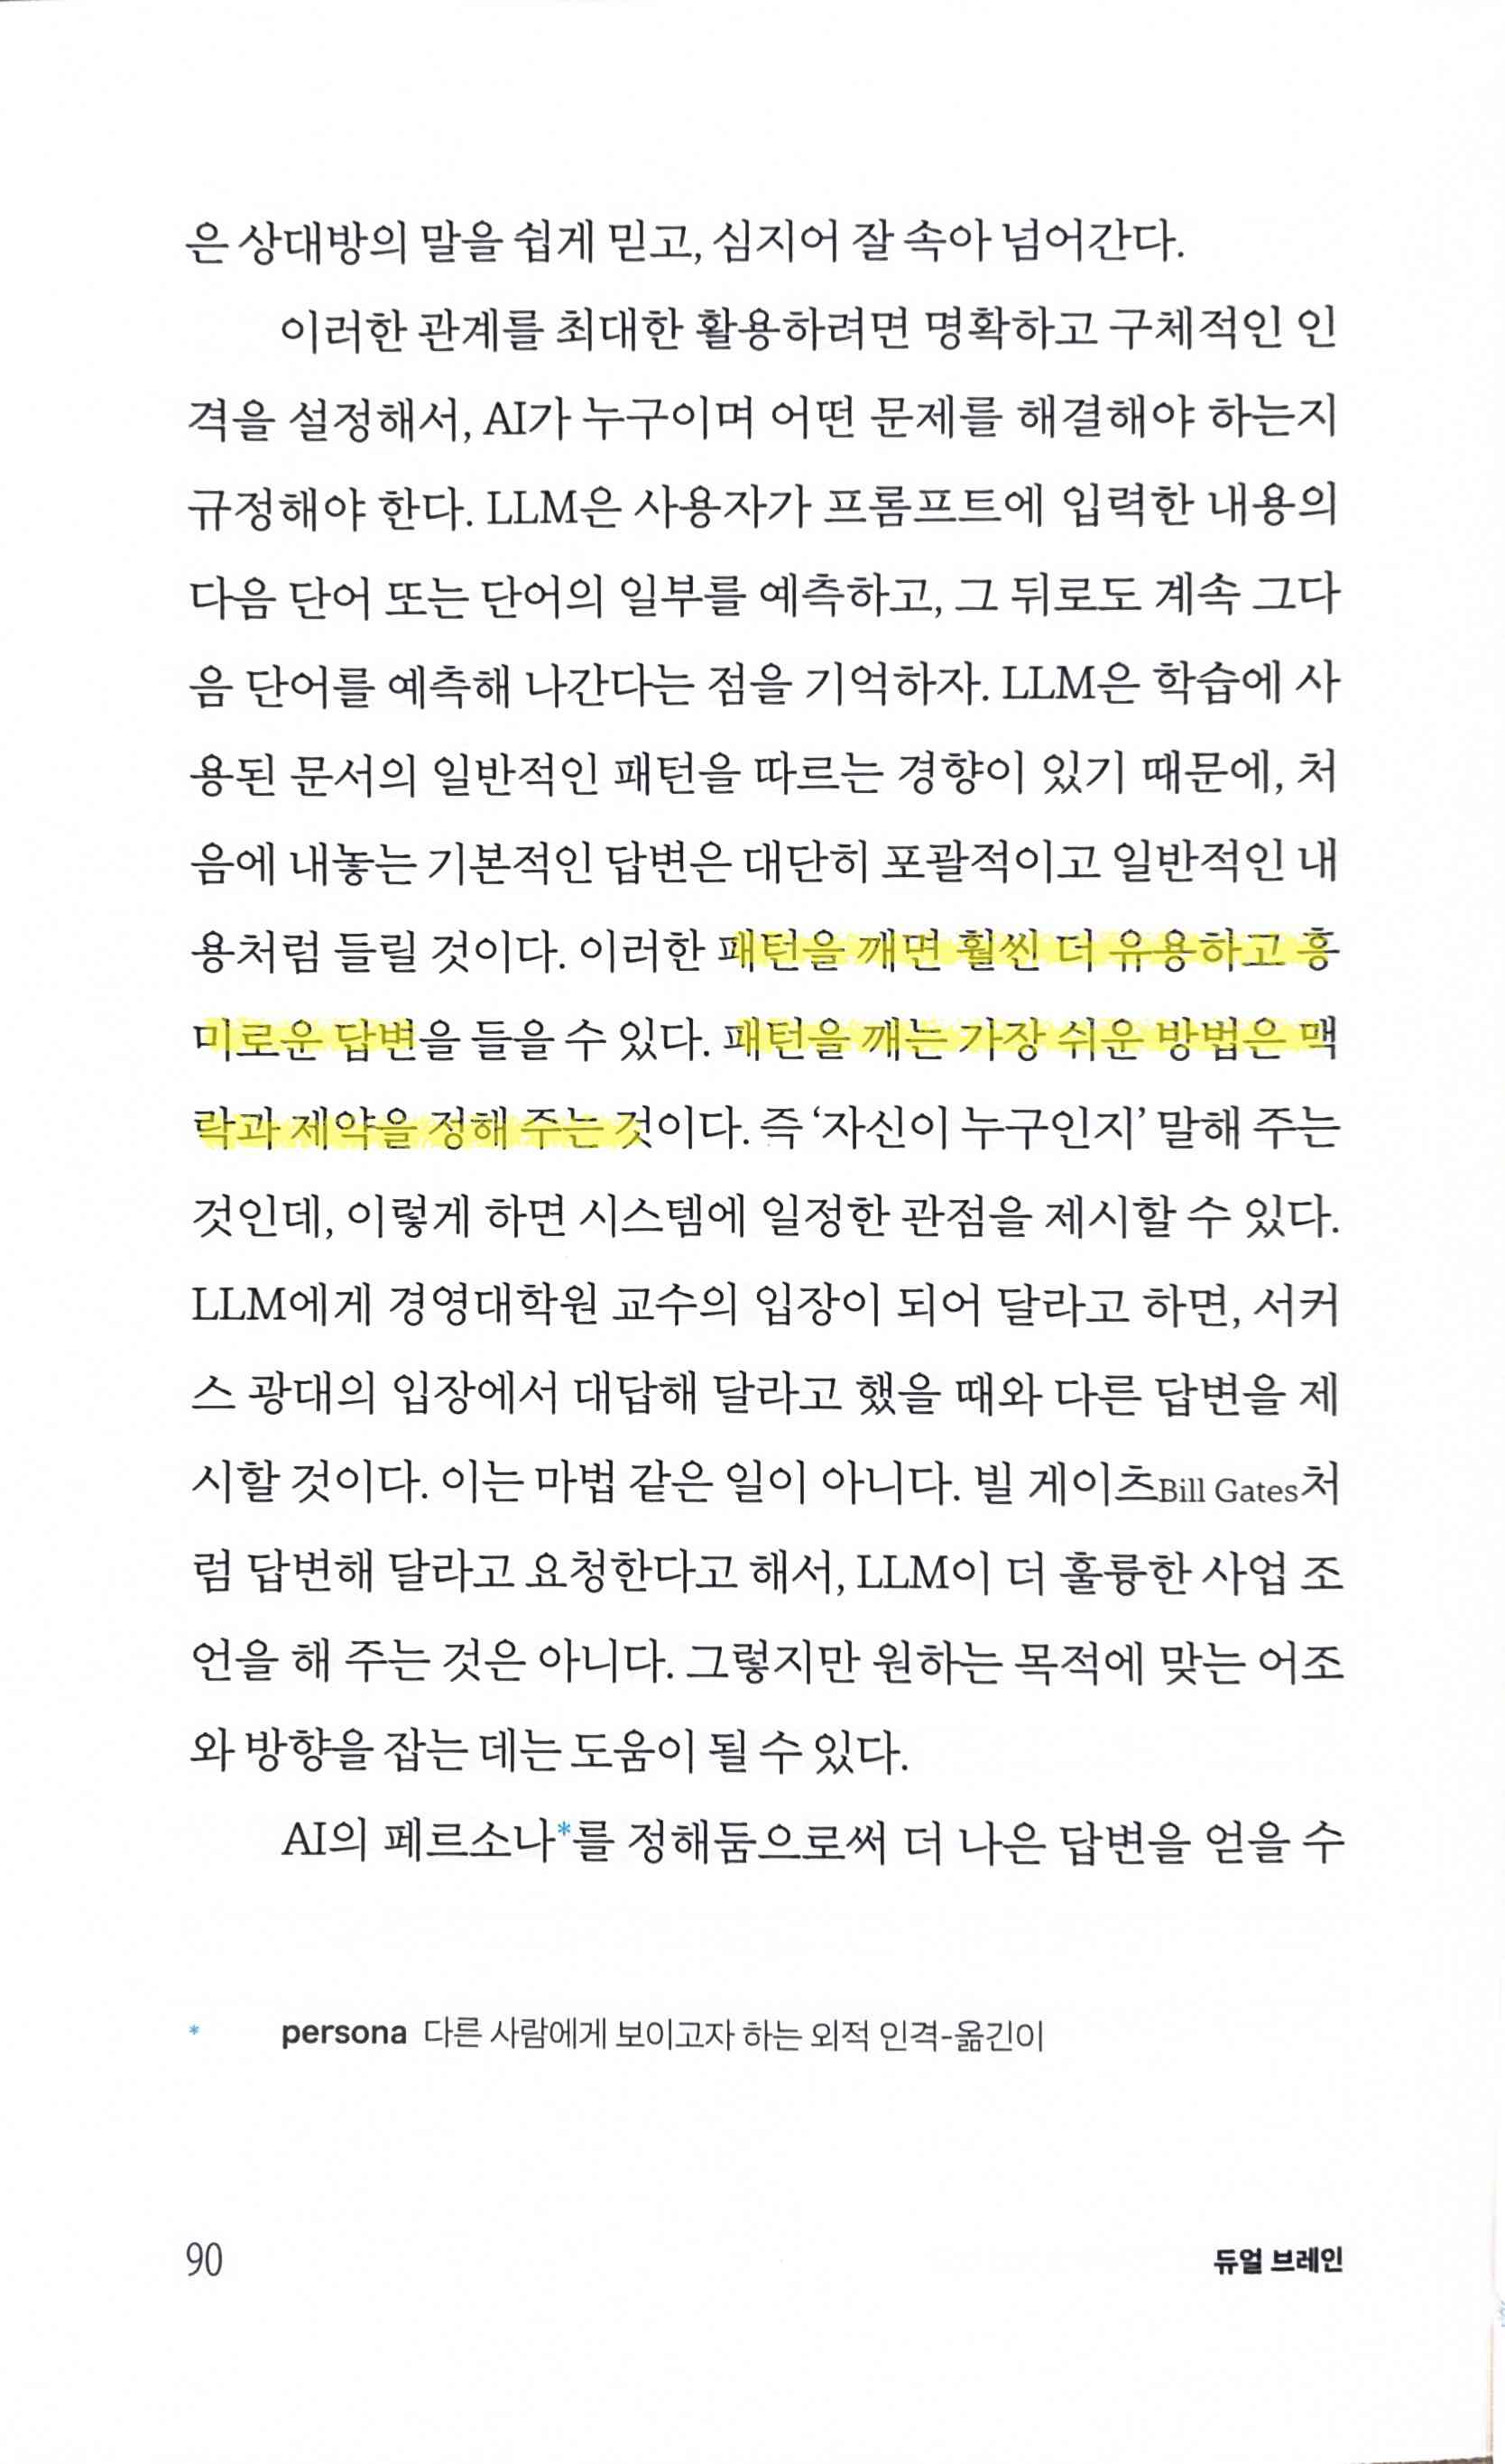 은 상대방의 말을 쉽게 믿고, 심지어 잘 속아 넘어간다.
이러한 관계를 최대한 활용하려면 명확하고 구체적인 인
격을 설정해서, AI가 누구이며 어떤 문제를 해결해야 하는지
규정해야 한다. LLM은 사용자가 프롬프트에 입력한 내용의
다음 단어 또는 단어의 일부를 예측하고, 그 뒤로도 계속 그다
음 단어를 예측해 나간다는 점을 기억하자. LLM은 학습에 사
용된 문서의 일반적인 패턴을 따르는 경향이 있기 때문에, 처
음에 내놓는 기본적인 답변은 대단히 포괄적이고 일반적인 내
용처럼 들릴 것이다. 이러한 패턴을 깨면 훨씬 더 유용하고 흥
미로운 답변을 들을 수 있다. 패턴을 깨는 가장 쉬운 방법은 맥
락과 제약을 정해 주는 것이다. 즉 ‘자신이 누구인지’ 말해 주는
것인데, 이렇게 하면 시스템에 일정한 관점을 제시할 수 있다.
LLM에게 경영대학원 교수의 입장이 되어 달라고 하면, 서커
스 광대의 입장에서 대답해 달라고 했을 때와 다른 답변을 제
시할 것이다. 이는 마법 같은 일이 아니다. 빌 게이츠Bill Gates처
럼 답변해 달라고 요청한다고 해서, LLM이 더 훌륭한 사업 조
언을 해 주는 것은 아니다. 그렇지만 원하는 목적에 맞는 어조
와 방향을 잡는 데는 도움이 될 수 있다.
AI의 페르소나*를 정해둠으로써 더 나은 답변을 얻을 수
* persona 다른 사람에게 보이고자 하는 외적 인격-옮긴이
90 듀얼 브레인